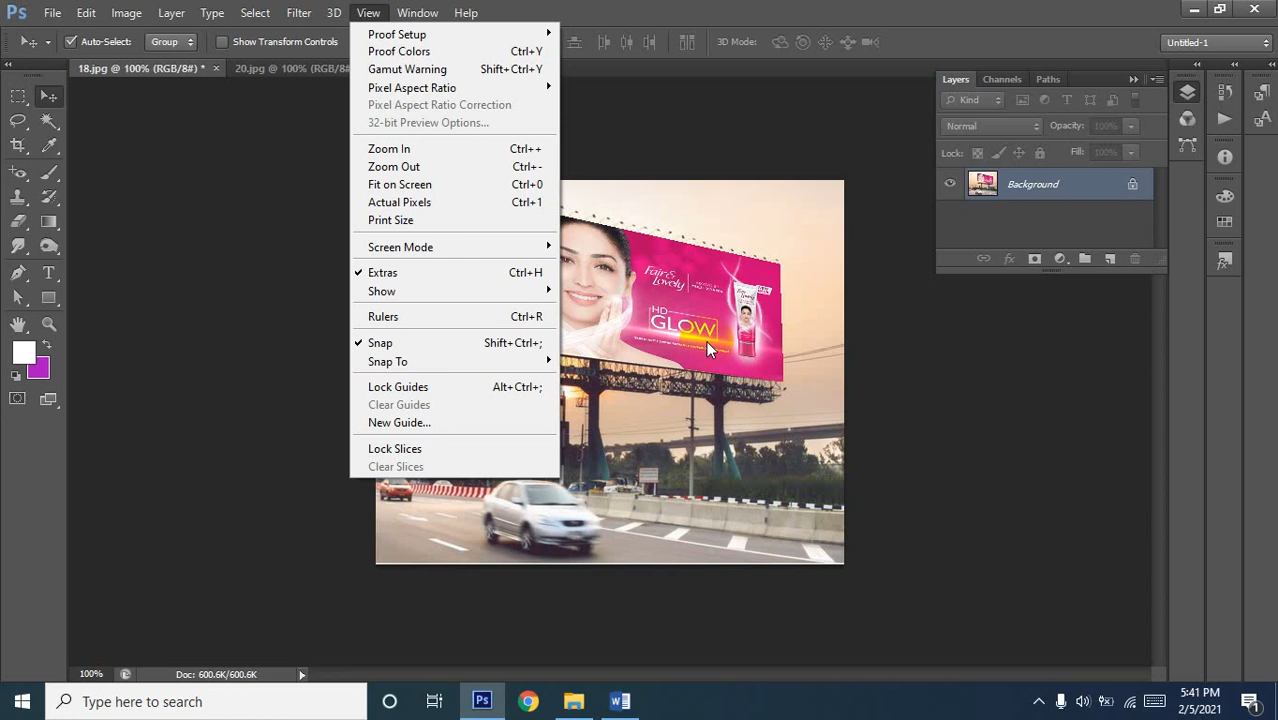 Ps File Edit Image Layer Type Select Filter 3D View Window Help
Auto-Select: Group Show Transform Controls 3D Mode: Untitled-1
18.jpg @ 100% (RGB/8#) * × 20.jpg @ 100% (RGB/8#)
Proof Setup
Proof Colors Ctrl+Y
Gamut Warning Shift+Ctrl+Y
Pixel Aspect Ratio
Pixel Aspect Ratio Correction
32-bit Preview Options...
Zoom In Ctrl++
Zoom Out Ctrl+-
Fit on Screen Ctrl+0
Actual Pixels Ctrl+1
Print Size
Screen Mode
Extras Ctrl+H
Show
Rulers Ctrl+R
Snap Shift+Ctrl+;
Snap To
Lock Guides Alt+Ctrl+;
Clear Guides
New Guide...
Lock Slices
Clear Slices
Fair & Lovely
HD
GLOW
Layers Channels Paths
Kind
Normal Opacity: 100%
Lock: Fill: 100%
Background
100% Doc: 600.6K/600.6K
Type here to search
Ps
5:41 PM
2/5/2021
1